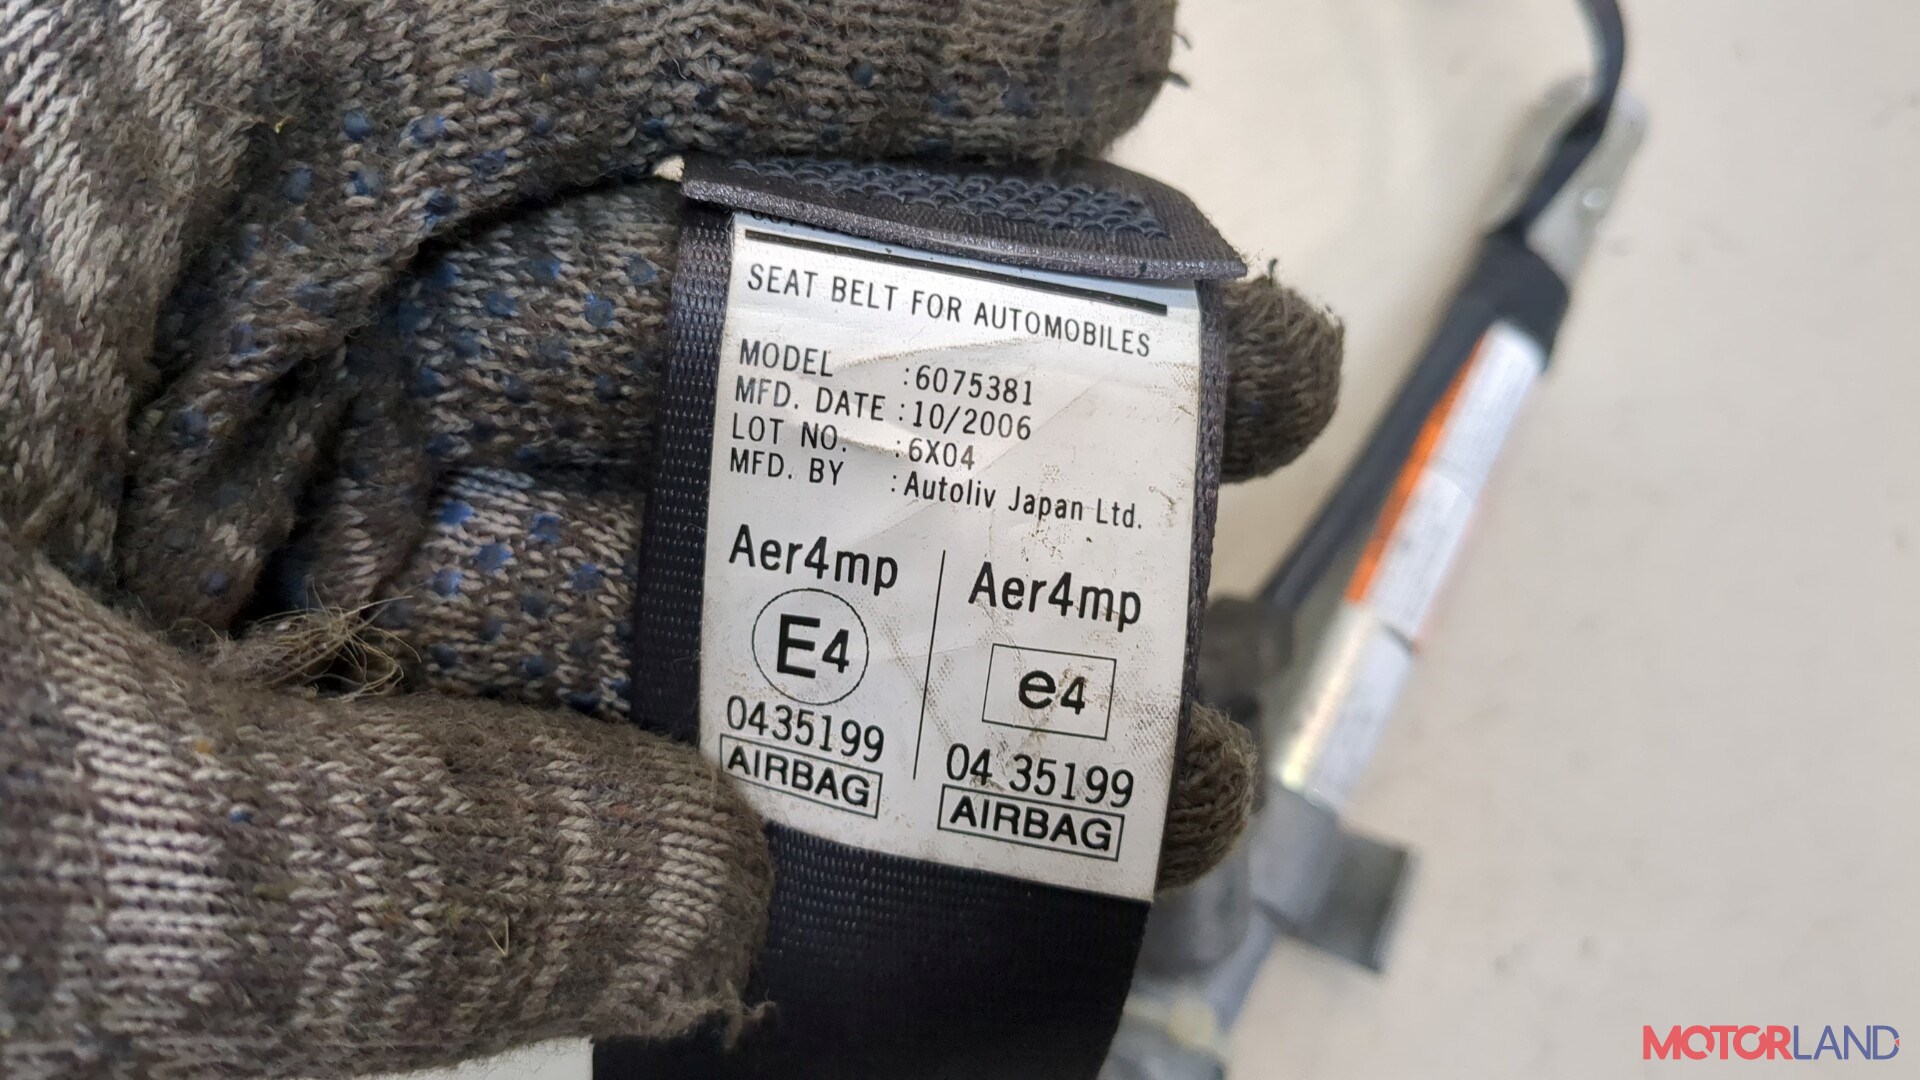 SEAT BELT FOR AUTOMOBILES
MODEL :6075381
MFD. DATE :10/2006
LOT NO. :6X04
MFD. BY :Autoliv Japan Ltd.
Aer4mp
E4
0435199
AIRBAG
Aer4mp
e4
04 35199
AIRBAG
MOTORLAND